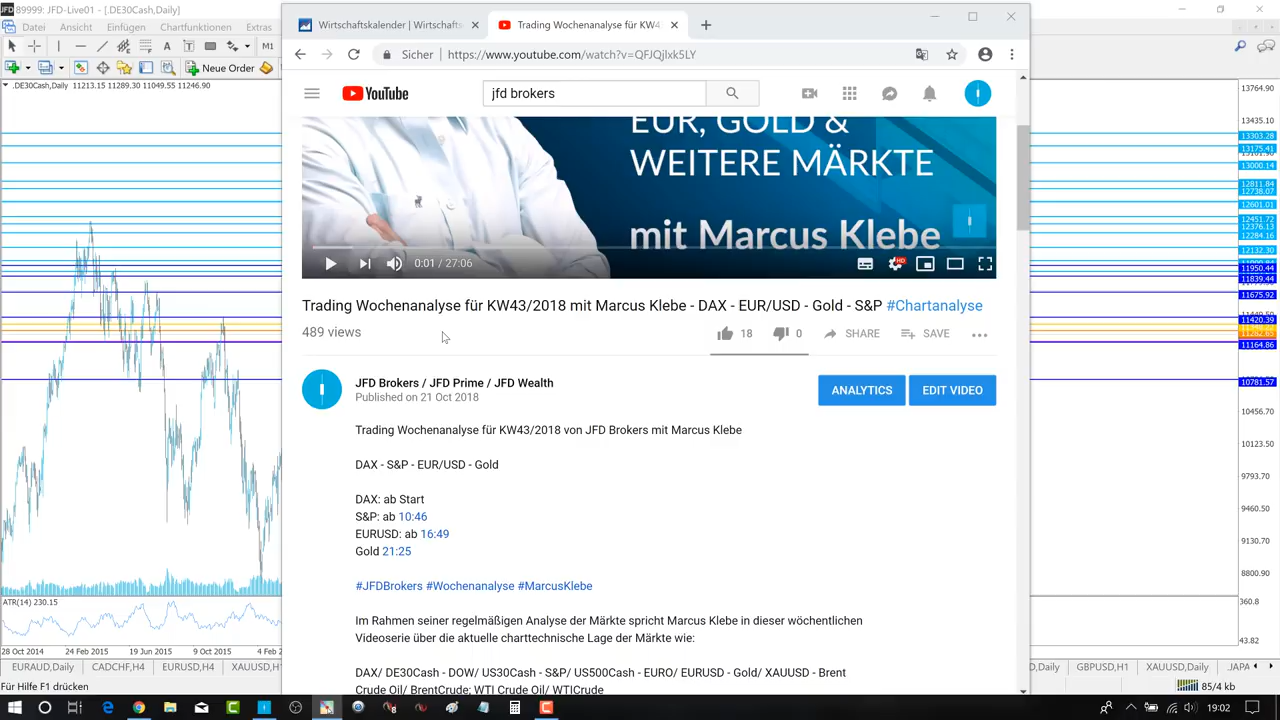 89999: JFD-Live01 - [.DE30Cash,Daily]
Datei Ansicht Einfügen Chartfunktionen Extras
A T M1
Neue Order
.DE30Cash,Daily 11213.15 11289.30 11049.55 11246.90
Wirtschaftskalender | Wirtschafts
Trading Wochenanalyse für KW4
Sicher | https://www.youtube.com/watch?v=QFJQjlxk5LY
YouTube
jfd brokers
EUR, GOLD &
WEITERE MÄRKTE
mit Marcus Klebe
0:01 / 27:06
HD
Trading Wochenanalyse für KW43/2018 mit Marcus Klebe - DAX - EUR/USD - Gold - S&P #Chartanalyse
489 views
18 0 SHARE SAVE
JFD Brokers / JFD Prime / JFD Wealth
Published on 21 Oct 2018
ANALYTICS EDIT VIDEO
Trading Wochenanalyse für KW43/2018 von JFD Brokers mit Marcus Klebe
DAX - S&P - EUR/USD - Gold
DAX: ab Start
S&P: ab 10:46
EURUSD: ab 16:49
Gold 21:25
#JFDBrokers #Wochenanalyse #MarcusKlebe
Im Rahmen seiner regelmäßigen Analyse der Märkte spricht Marcus Klebe in dieser wöchentlichen
Videoserie über die aktuelle charttechnische Lage der Märkte wie:
DAX/ DE30Cash - DOW/ US30Cash - S&P/ US500Cash - EURO/ EURUSD - Gold/ XAUUSD - Brent
Crude Oil/ BrentCrude; WTI Crude Oil/ WTICrude
13764.90
13435.10
13303.28
13175.41
13000.14
12811.84
12738.07
12601.01
12451.72
12376.13
12284.16
12132.30
11950.44
11839.44
11675.92
11420.39
11164.86
10781.57
10456.70
10123.50
9793.70
9460.50
9130.70
8800.90
360.8
43.82
ATR(14) 230.15
28 Oct 2014 24 Feb 2015 19 Jun 2015 14 Oct 2015 4 Feb 2
EURAUD,Daily CADCHF,H4 EURUSD,H4 XAUUSD,H1
,Daily GBPUSD,H1 XAUUSD,Daily JAPA
Für Hilfe F1 drücken
85/4 kb
19:02